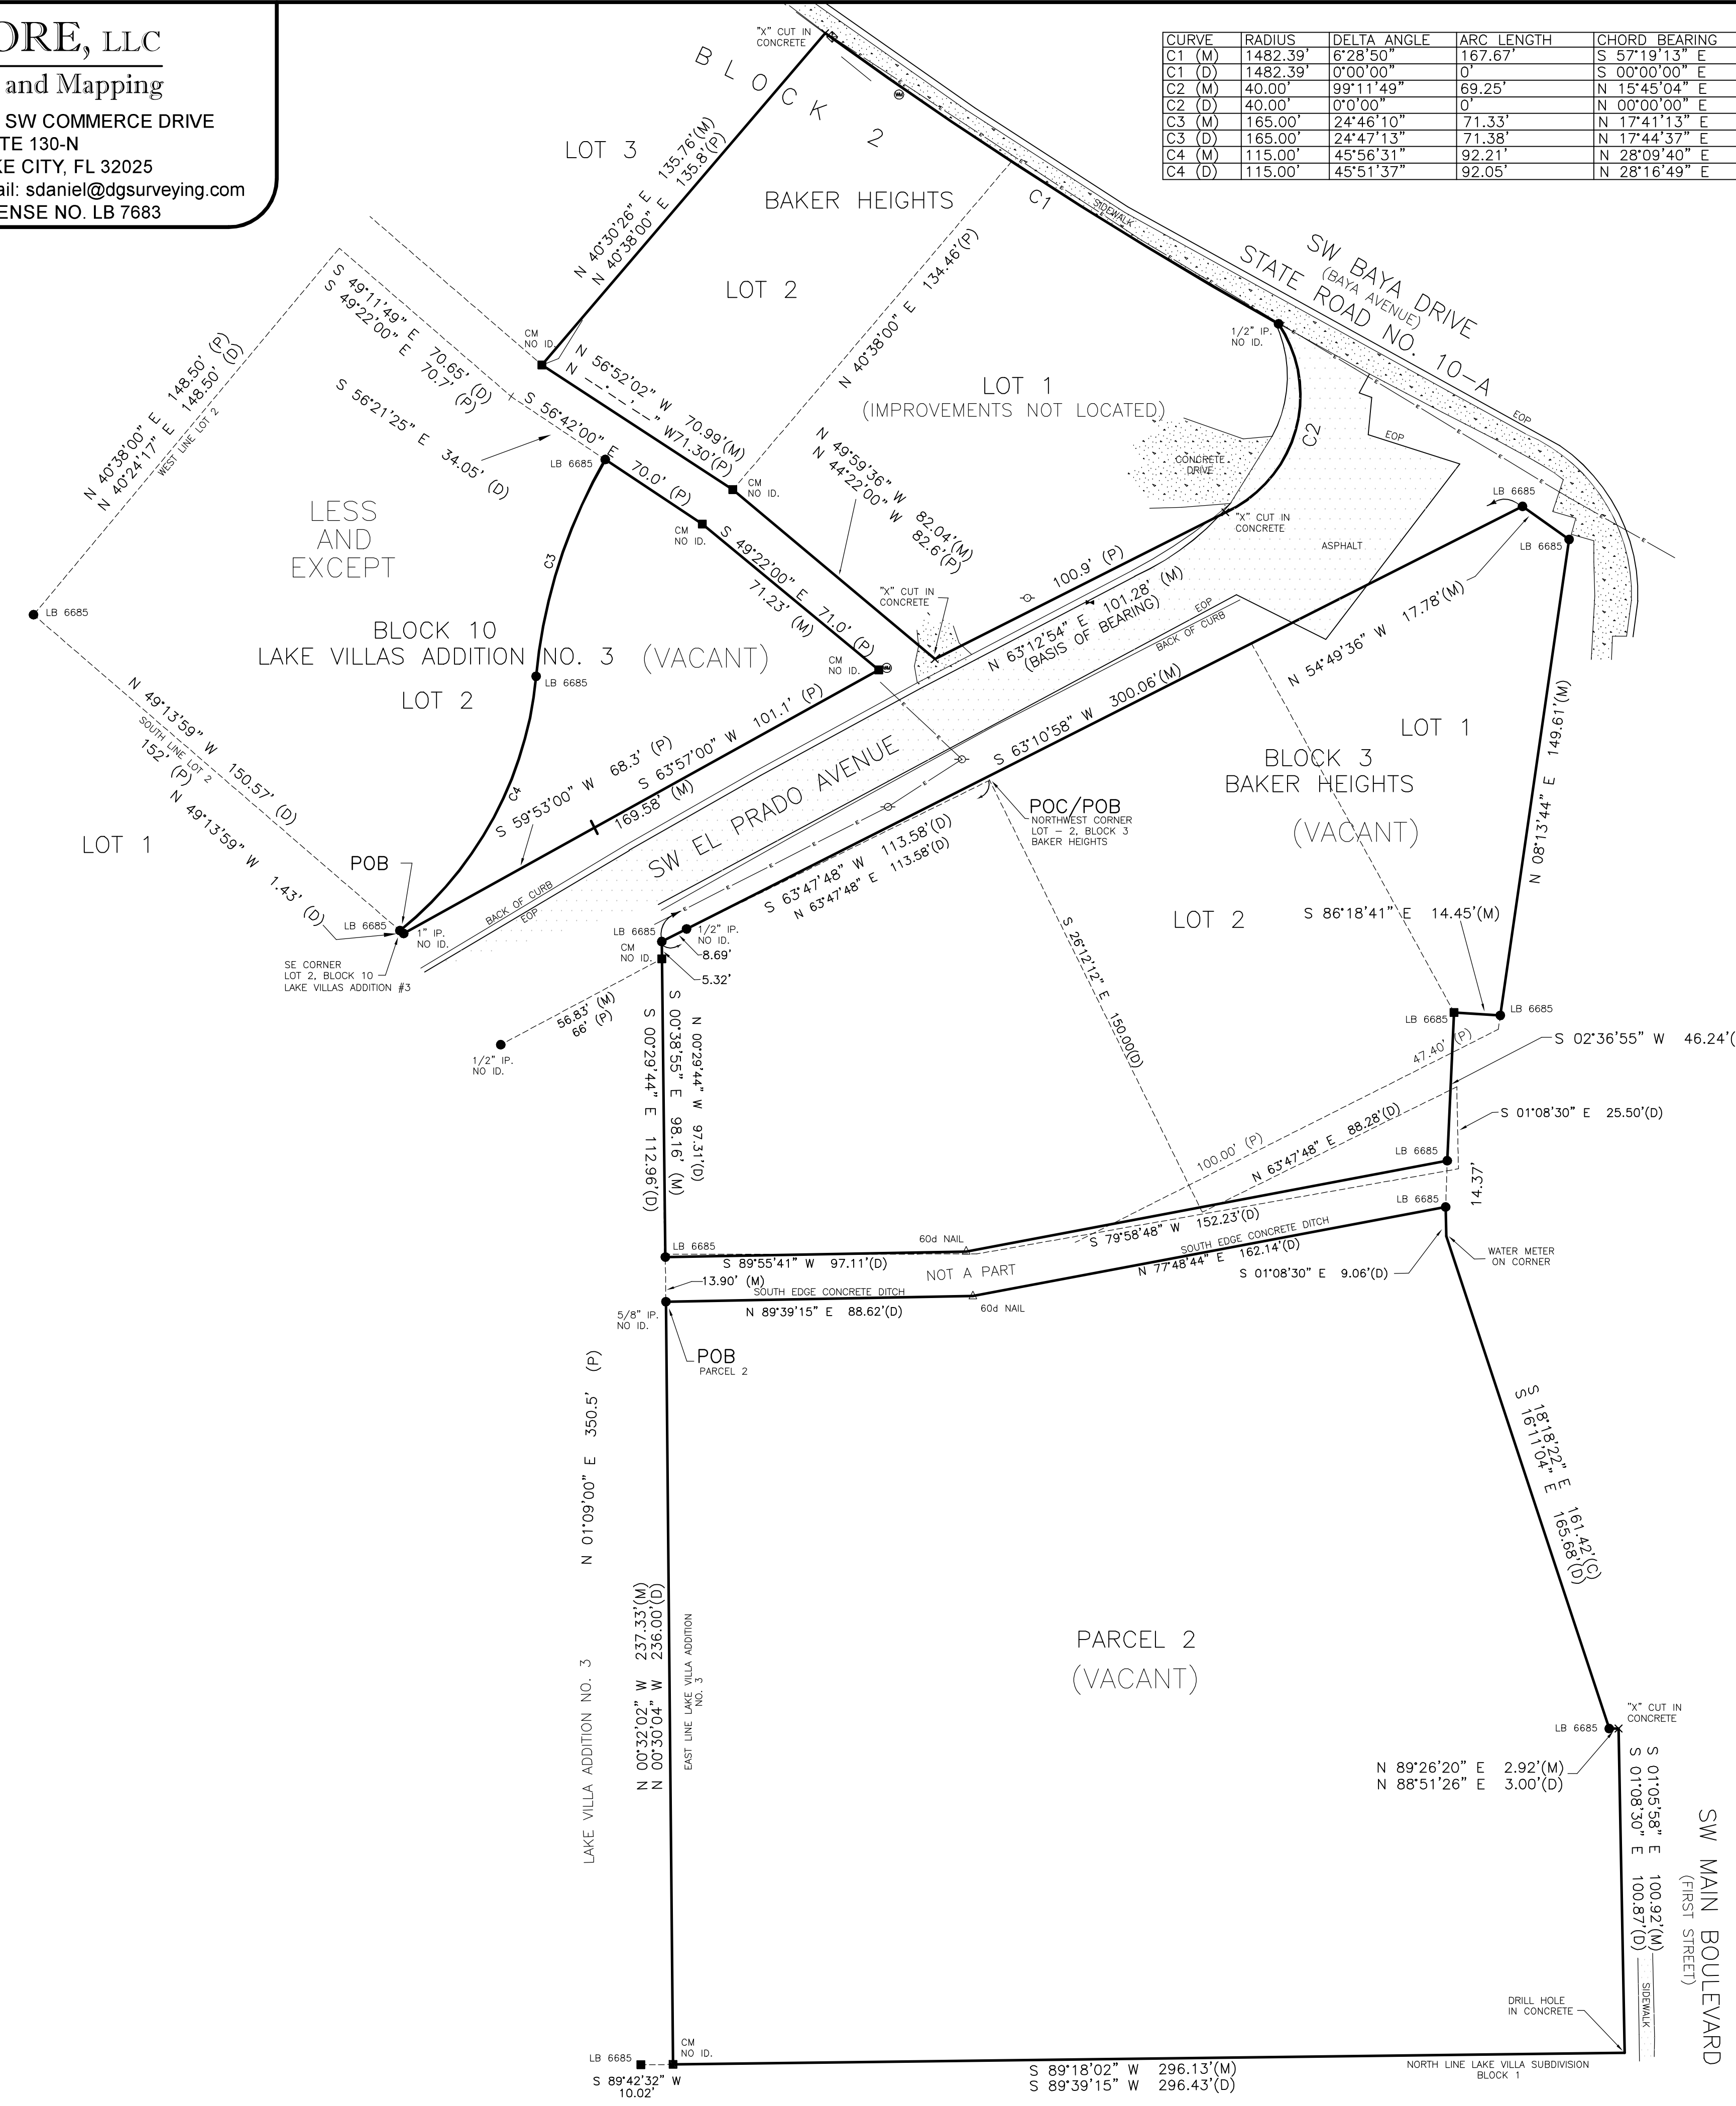 ORE, LLC
and Mapping
SW COMMERCE DRIVE
TE 130-N
KE CITY, FL 32025
ail: sdaniel@dgsurveying.com
ENSE NO. LB 7683
CURVE RADIUS DELTA ANGLE ARC LENGTH CHORD BEARING
C1 (M) 1482.39' 6°28'50" 167.67' S 57°19'13" E
C1 (D) 1482.39' 0°00'00" 0' S 00°00'00" E
C2 (M) 40.00' 99°11'49" 69.25' N 15°45'04" E
C2 (D) 40.00' 0°0'00" 0' N 00°00'00" E
C3 (M) 165.00' 24°46'10" 71.33' N 17°41'13" E
C3 (D) 165.00' 24°47'13" 71.38' N 17°44'37" E
C4 (M) 115.00' 45°56'31" 92.21' N 28°09'40" E
C4 (D) 115.00' 45°51'37" 92.05' N 28°16'49" E
"X" CUT IN
CONCRETE
BLOCK 2
LOT 3
N 40°30'26" E 135.76'(M)
N 40°38'00" E 135.8'(P)
BAKER HEIGHTS
C1
SIDEWALK
SW BAYA DRIVE
(BAYA AVENUE)
STATE ROAD NO. 10-A
LOT 2
N 40°38'00" E 134.46'(P)
1/2" IP.
NO ID.
S 49°11'49" E 70.65' (D)
S 49°22'00" E 70.7' (P)
CM
NO ID.
N 56°52'02" W 70.99'(M)
N __°__'__" W71.30'(P)
LOT 1
(IMPROVEMENTS NOT LOCATED)
EOP
EOP
N 40°38'00" E 148.50' (P)
N 40°24'17" E 148.50' (D)
WEST LINE LOT 2
S 56°21'25" E 34.05' (D)
S 56°42'00" E 70.0' (P)
LB 6685
C2
N 49°59'36" W 82.04'(M)
N 44°22'00" W 82.6'(P)
CONCRETE
DRIVE
CM
NO ID.
LB 6685
"X" CUT IN
CONCRETE
LESS
AND
EXCEPT
CM
NO ID.
ASPHALT
LB 6685
C3
S 49°22'00" E 71.0' (P)
71.23' (M)
100.9' (P)
"X" CUT IN
CONCRETE
N 63°12'54" E 101.28' (M)
(BASIS OF BEARING)
EOP
BACK OF CURB
LB 6685
BLOCK 10
LAKE VILLAS ADDITION NO. 3 (VACANT)
CM
NO ID.
N 54°49'36" W 17.78'(M)
LOT 2
LB 6685
S 63°10'58" W 300.06'(M)
N 08°13'44" E 149.61'(M)
LOT 1
N 49°13'59" W 150.57' (D)
SOUTH LINE LOT 2
152' (P)
S 63°57'00" W 101.1' (P)
S 59°53'00" W 68.3' (P)
169.58' (M)
SW EL PRADO AVENUE
BLOCK 3
BAKER HEIGHTS
(VACANT)
C4
POC/POB
NORTHWEST CORNER
LOT - 2, BLOCK 3
BAKER HEIGHTS
LOT 1
N 49°13'59" W 1.43' (D)
POB
BACK OF CURB
EOP
S 63°47'48" W 113.58'(D)
N 63°47'48" E 113.58'(D)
LOT 2
S 86°18'41" E 14.45'(M)
LB 6685
1" IP.
NO ID.
LB 6685
1/2" IP.
NO ID.
8.69'
CM
NO ID.
5.32'
SE CORNER
LOT 2, BLOCK 10
LAKE VILLAS ADDITION #3
S 26°12'12" E 150.00(D)
56.83' (M)
66' (P)
1/2" IP.
NO ID.
LB 6685
LB 6685
47.40' (P)
S 02°36'55" W 46.24'(
S 01°08'30" E 25.50'(D)
S 00°29'44" E 112.96'(D)
S 00°38'55" E 98.16' (M)
N 00°29'44" W 97.31'(D)
100.00' (P)
N 63°47'48" E 88.28'(D)
LB 6685
14.37'
LB 6685
LB 6685
60d NAIL
S 79°58'48" W 152.23'(D)
SOUTH EDGE CONCRETE DITCH
N 77°48'44" E 162.14'(D)
S 89°55'41" W 97.11'(D)
NOT A PART
S 01°08'30" E 9.06'(D)
WATER METER
ON CORNER
13.90' (M)
SOUTH EDGE CONCRETE DITCH
N 89°39'15" E 88.62'(D)
60d NAIL
5/8" IP.
NO ID.
POB
PARCEL 2
N 01°09'00" E 350.5' (P)
S 18°18'22" E 161.42'(C)
S 16°11'04" E 165.68'(D)
N 00°32'02" W 237.33'(M)
N 00°30'04" W 236.00'(D)
EAST LINE LAKE VILLA ADDITION
NO. 3
LAKE VILLA ADDITION NO. 3
PARCEL 2
(VACANT)
"X" CUT IN
CONCRETE
LB 6685
N 89°26'20" E 2.92'(M)
N 88°51'26" E 3.00'(D)
S 01°05'58" E 100.92'(M)
S 01°08'30" E 100.87'(D)
SW MAIN BOULEVARD
(FIRST STREET)
SIDEWALK
DRILL HOLE
IN CONCRETE
CM
NO ID.
LB 6685
S 89°42'32" W
10.02'
S 89°18'02" W 296.13'(M)
S 89°39'15" W 296.43'(D)
NORTH LINE LAKE VILLA SUBDIVISION
BLOCK 1